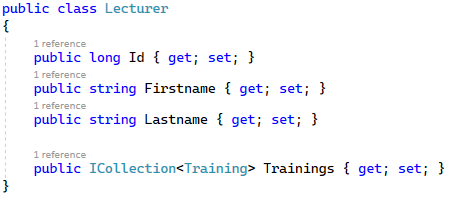 public class Lecturer
{
1 reference
public long Id { get; set; }
1 reference
public string Firstname { get; set; }
1 reference
public string Lastname { get; set; }
1 reference
public ICollection<Training> Trainings { get; set; }
}